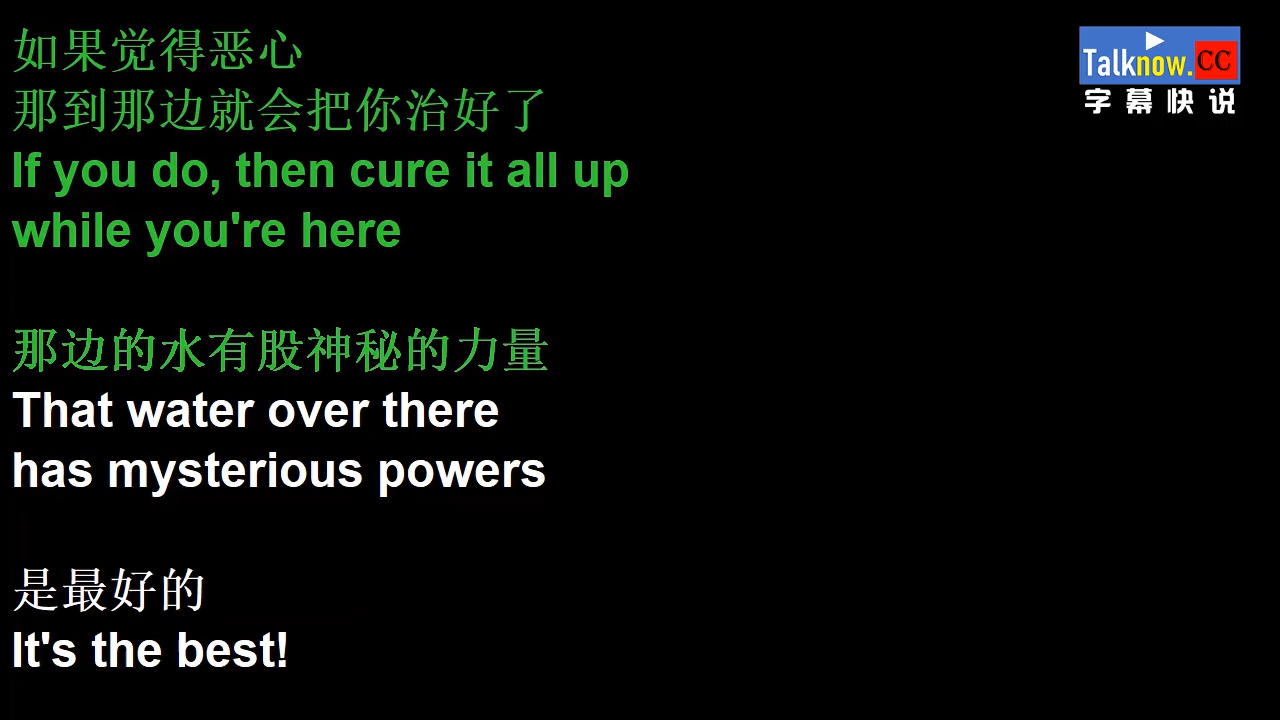 如果觉得恶心
那到那边就会把你治好了
If you do, then cure it all up
while you're here
那边的水有股神秘的力量
That water over there
has mysterious powers
是最好的
It's the best!
Talknow.CC
字幕快说